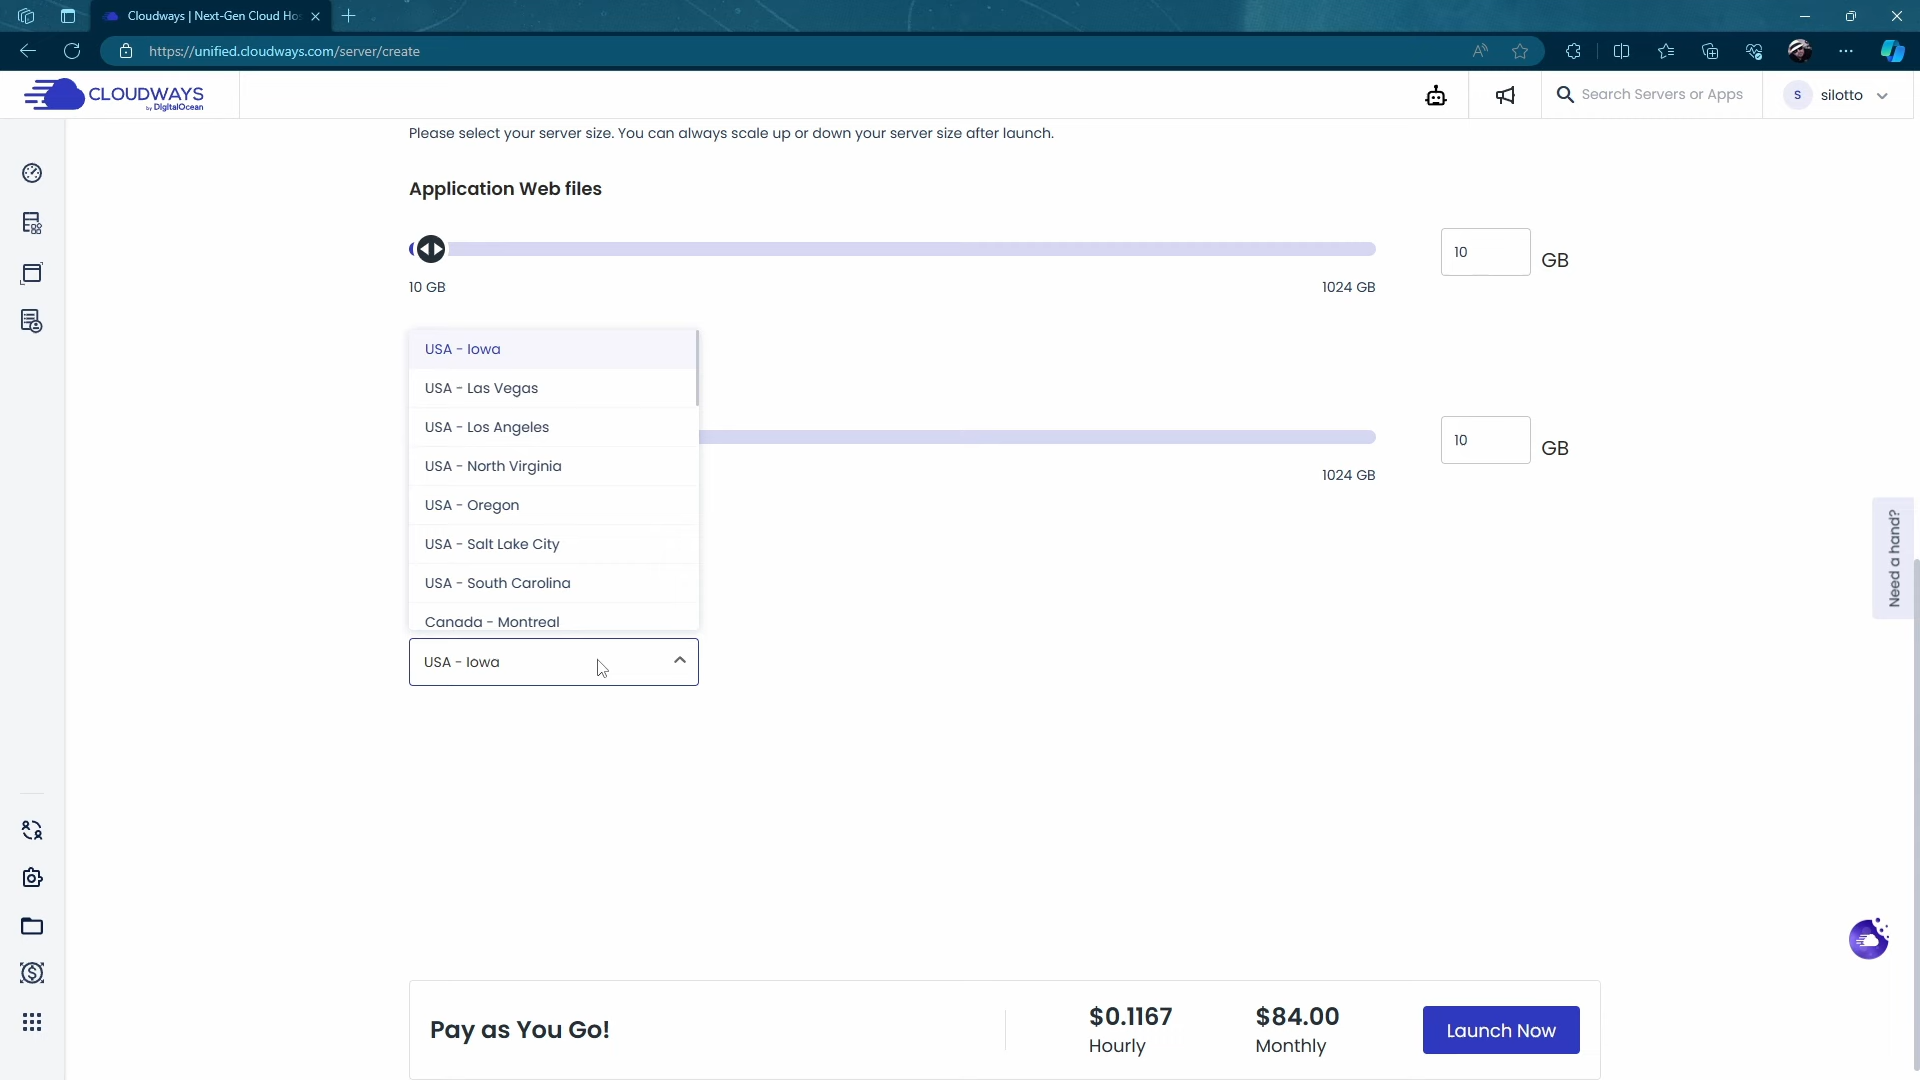 Cloudways | Next-Gen Cloud Ho
https://unified.cloudways.com/server/create
CLOUDWAYS
by DigitalOcean
Search Servers or Apps
S
silotto
Please select your server size. You can always scale up or down your server size after launch.
Application Web files
10
GB
10 GB
1024 GB
USA - Iowa
USA - Las Vegas
USA - Los Angeles
USA - North Virginia
USA - Oregon
USA - Salt Lake City
USA - South Carolina
Canada - Montreal
10
GB
1024 GB
Need a hand?
USA - Iowa
Pay as You Go!
$0.1167
Hourly
$84.00
Monthly
Launch Now